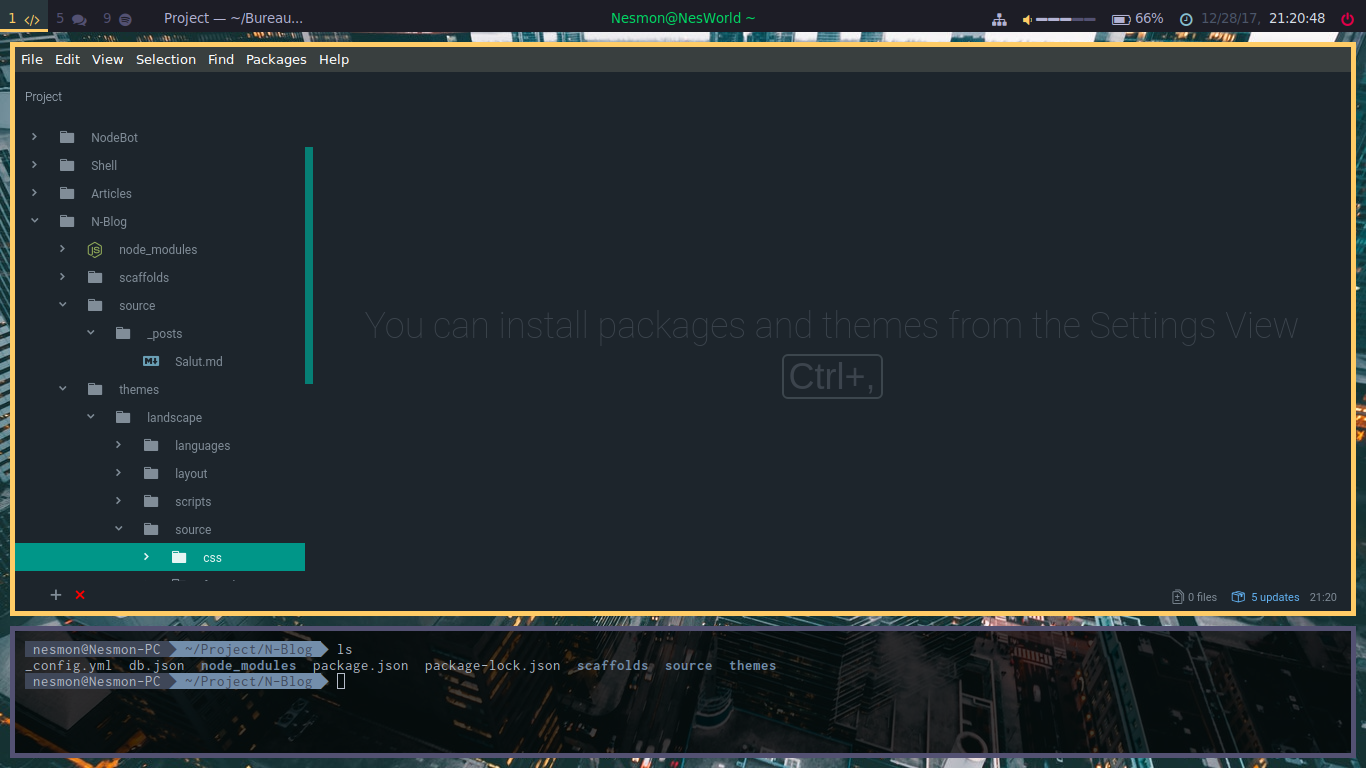 1 5 9 Project — ~/Bureau... Nesmon@NesWorld ~ 66% 12/28/17, 21:20:48
File Edit View Selection Find Packages Help
Project
NodeBot
Shell
Articles
N-Blog
node_modules
scaffolds
source
_posts
Salut.md
themes
landscape
languages
layout
scripts
source
css
You can install packages and themes from the Settings View
Ctrl+,
0 files 5 updates 21:20
nesmon@Nesmon-PC ~/Project/N-Blog ls
_config.yml db.json node_modules package.json package-lock.json scaffolds source themes
nesmon@Nesmon-PC ~/Project/N-Blog